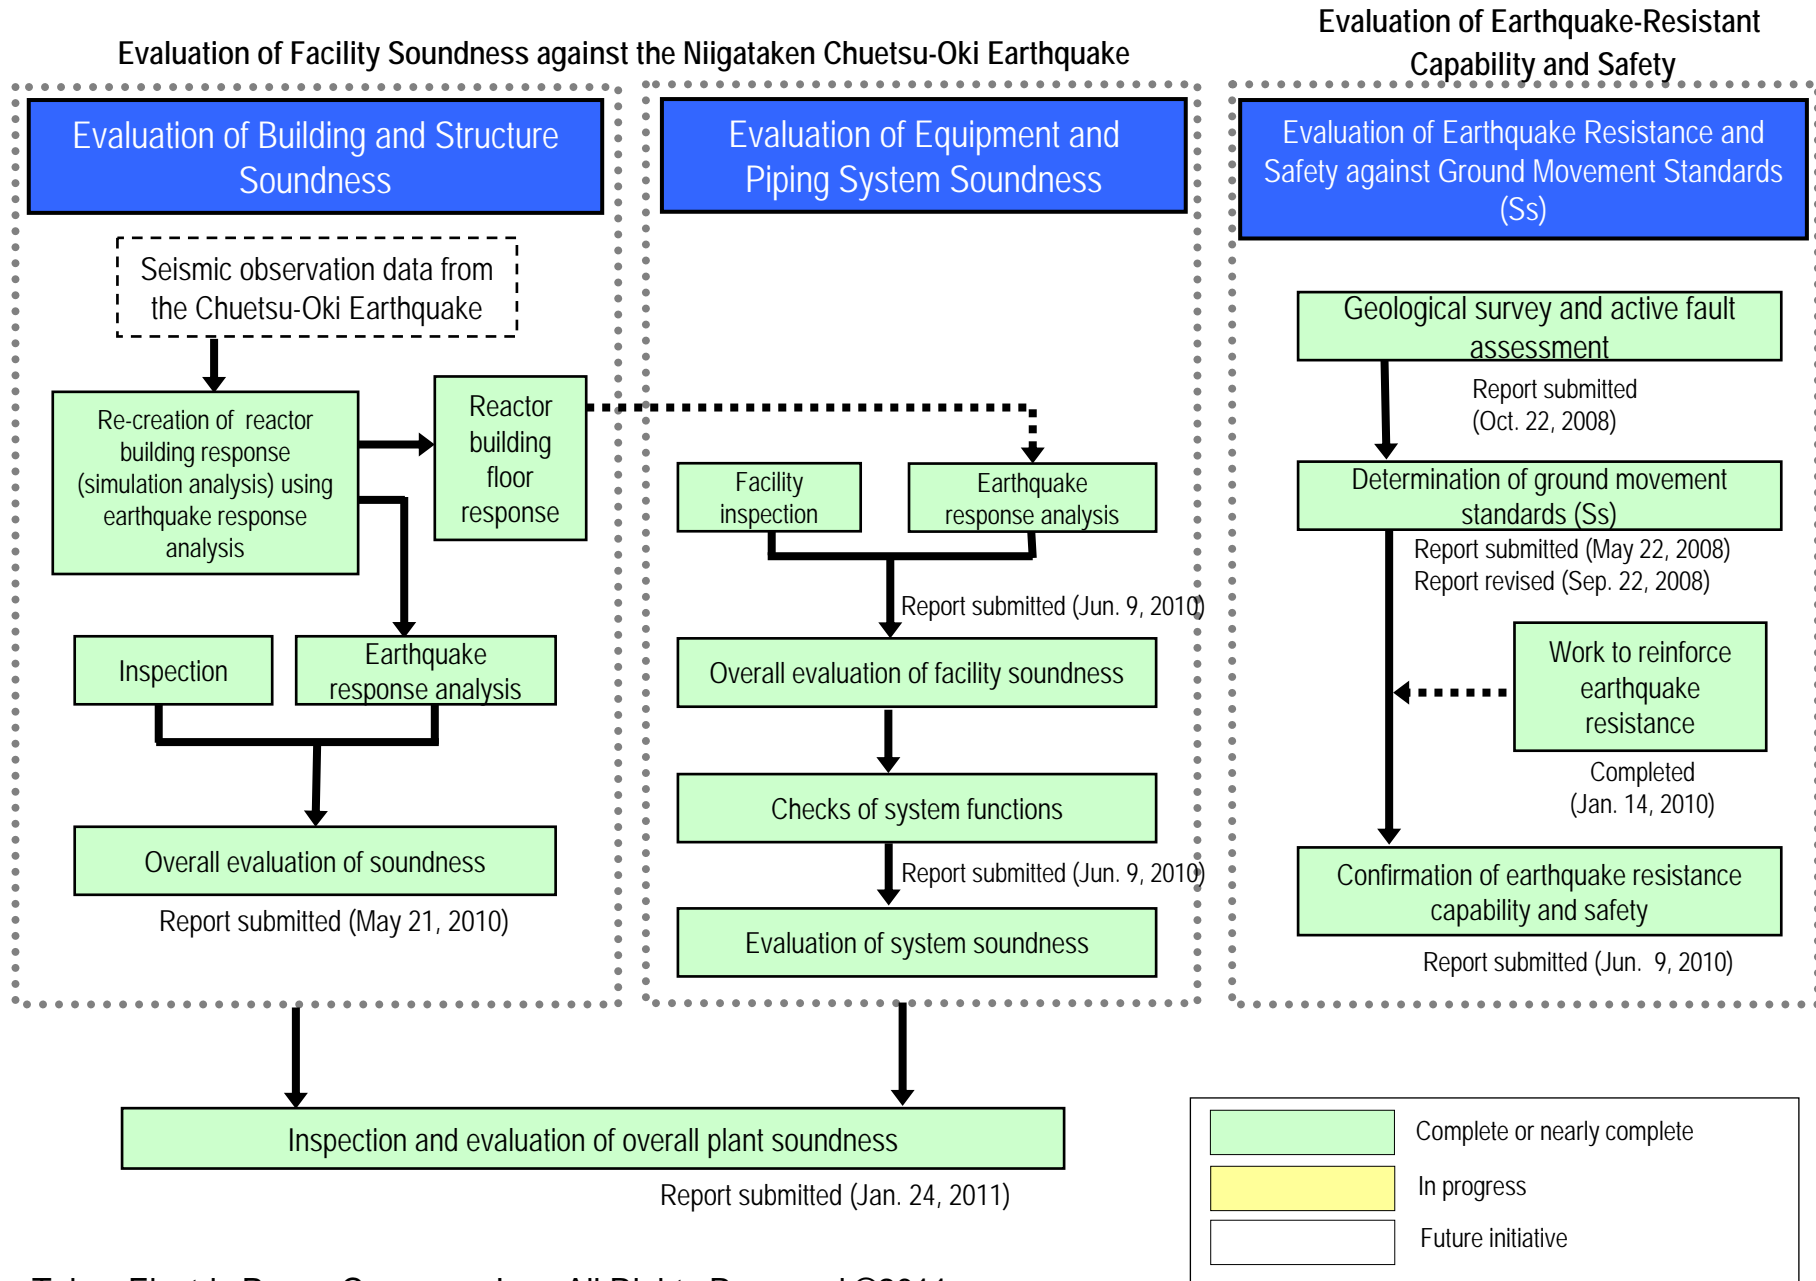 Evaluation of Facility Soundness against the Niigataken Chuetsu-Oki Earthquake
Evaluation of Earthquake-Resistant
Capability and Safety
Evaluation of Building and Structure
Soundness
Seismic observation data from
the Chuetsu-Oki Earthquake
Re-creation of reactor
building response
(simulation analysis) using
earthquake response
analysis
Reactor
building
floor
response
Inspection
Earthquake
response analysis
Overall evaluation of soundness
Report submitted (May 21, 2010)
Evaluation of Equipment and
Piping System Soundness
Facility
inspection
Earthquake
response analysis
Report submitted (Jun. 9, 2010)
Overall evaluation of facility soundness
Checks of system functions
Report submitted (Jun. 9, 2010)
Evaluation of system soundness
Evaluation of Earthquake Resistance and
Safety against Ground Movement Standards
(Ss)
Geological survey and active fault
assessment
Report submitted
(Oct. 22, 2008)
Determination of ground movement
standards (Ss)
Report submitted (May 22, 2008)
Report revised (Sep. 22, 2008)
Work to reinforce
earthquake
resistance
Completed
(Jan. 14, 2010)
Confirmation of earthquake resistance
capability and safety
Report submitted (Jun. 9, 2010)
Inspection and evaluation of overall plant soundness
Report submitted (Jan. 24, 2011)
Complete or nearly complete
In progress
Future initiative